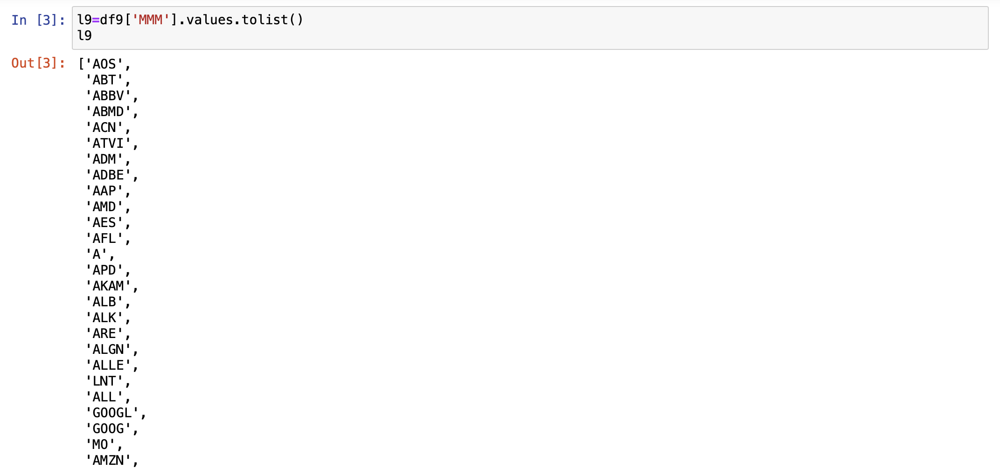 In [3]: l9=df9['MMM'].values.tolist()
l9
Out[3]: ['AOS',
'ABT',
'ABBV',
'ABMD',
'ACN',
'ATVI',
'ADM',
'ADBE',
'AAP',
'AMD',
'AES',
'AFL',
'A',
'APD',
'AKAM',
'ALB',
'ALK',
'ARE',
'ALGN',
'ALLE',
'LNT',
'ALL',
'GOOGL',
'GOOG',
'MO',
'AMZN',